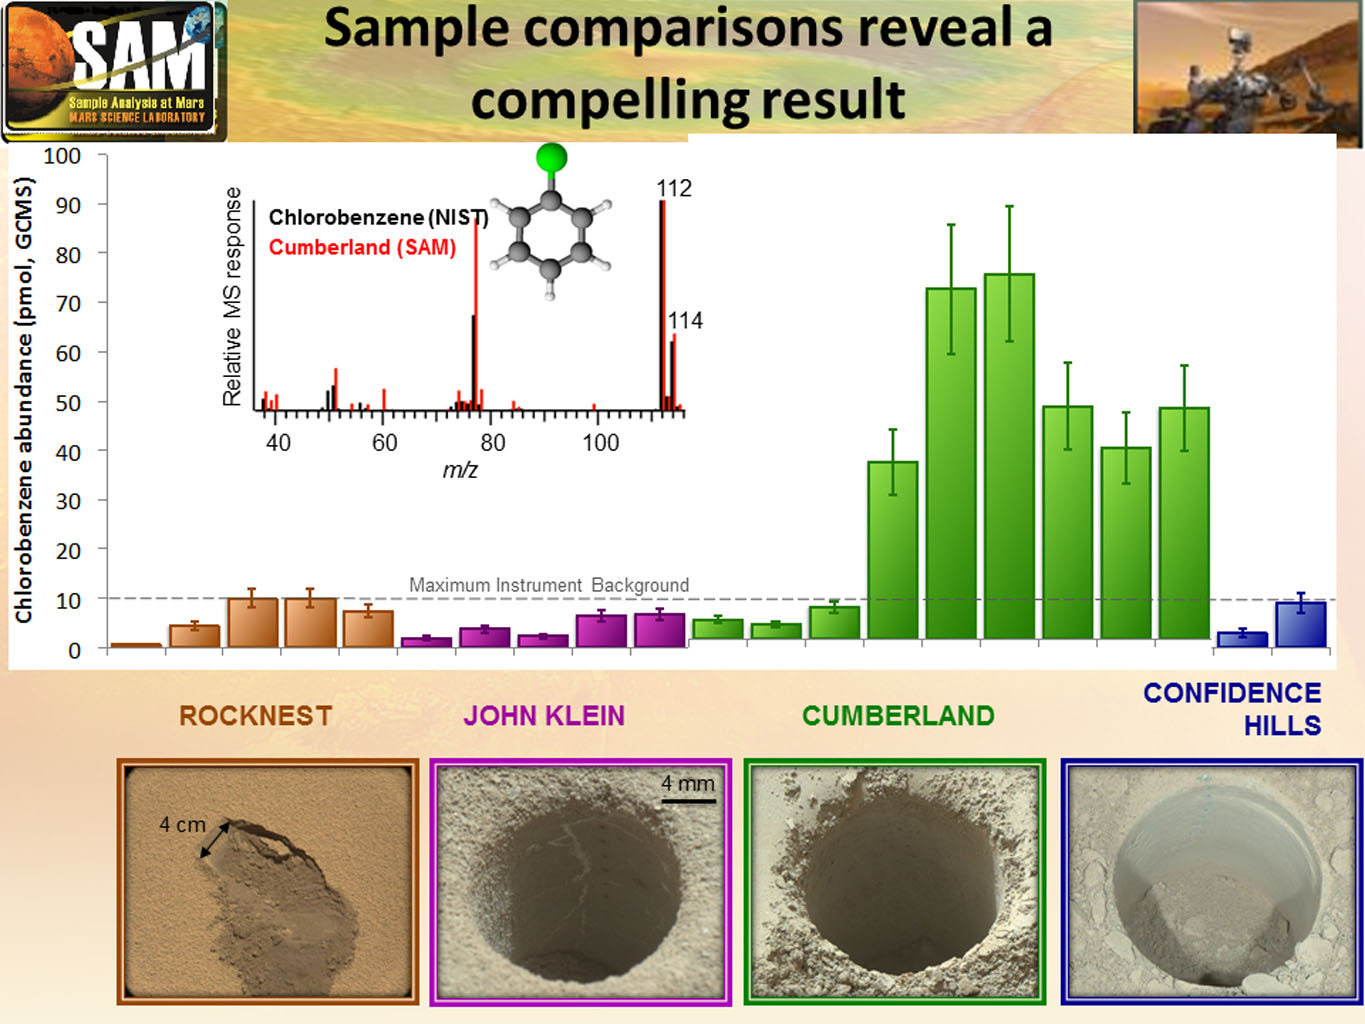 SAM
Sample Analysis at Mars
MARS SCIENCE LABORATORY
Sample comparisons reveal a
compelling result
Chlorobenzene abundance (pmol, GCMS)
100
90
80
70
60
50
40
30
20
10
0
Relative MS response
Chlorobenzene (NIST)
Cumberland (SAM)
112
114
40 60 80 100
m/z
Maximum Instrument Background
ROCKNEST
JOHN KLEIN
CUMBERLAND
CONFIDENCE
HILLS
4 cm
4 mm